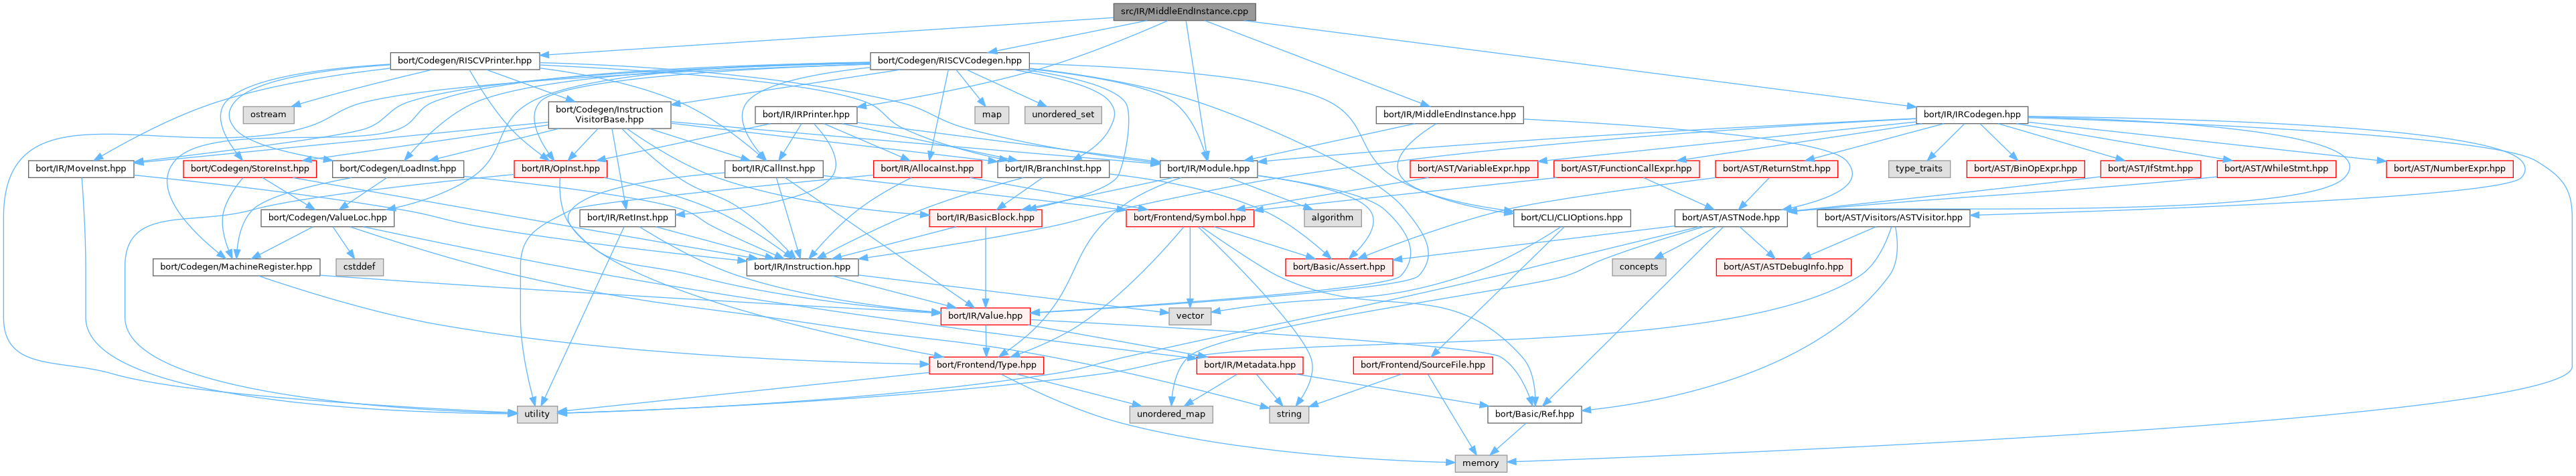 src/IR/MiddleEndInstance.cpp
bort/Codegen/RISCVPrinter.hpp
bort/Codegen/RISCVCodegen.hpp
ostream
bort/Codegen/Instruction
VisitorBase.hpp
bort/IR/IRPrinter.hpp
map
unordered_set
bort/IR/MiddleEndInstance.hpp
bort/IR/IRCodegen.hpp
bort/IR/MoveInst.hpp
bort/Codegen/StoreInst.hpp
bort/Codegen/LoadInst.hpp
bort/IR/OpInst.hpp
bort/IR/CallInst.hpp
bort/IR/AllocaInst.hpp
bort/IR/BranchInst.hpp
bort/IR/Module.hpp
bort/AST/VariableExpr.hpp
bort/AST/FunctionCallExpr.hpp
bort/AST/ReturnStmt.hpp
type_traits
bort/AST/BinOpExpr.hpp
bort/AST/IfStmt.hpp
bort/AST/WhileStmt.hpp
bort/AST/NumberExpr.hpp
bort/Codegen/ValueLoc.hpp
bort/IR/RetInst.hpp
bort/IR/BasicBlock.hpp
bort/Frontend/Symbol.hpp
algorithm
bort/CLI/CLIOptions.hpp
bort/AST/ASTNode.hpp
bort/AST/Visitors/ASTVisitor.hpp
bort/Codegen/MachineRegister.hpp
cstddef
bort/IR/Instruction.hpp
bort/Basic/Assert.hpp
concepts
bort/AST/ASTDebugInfo.hpp
bort/IR/Value.hpp
vector
bort/Frontend/Type.hpp
bort/IR/Metadata.hpp
bort/Frontend/SourceFile.hpp
utility
unordered_map
string
bort/Basic/Ref.hpp
memory